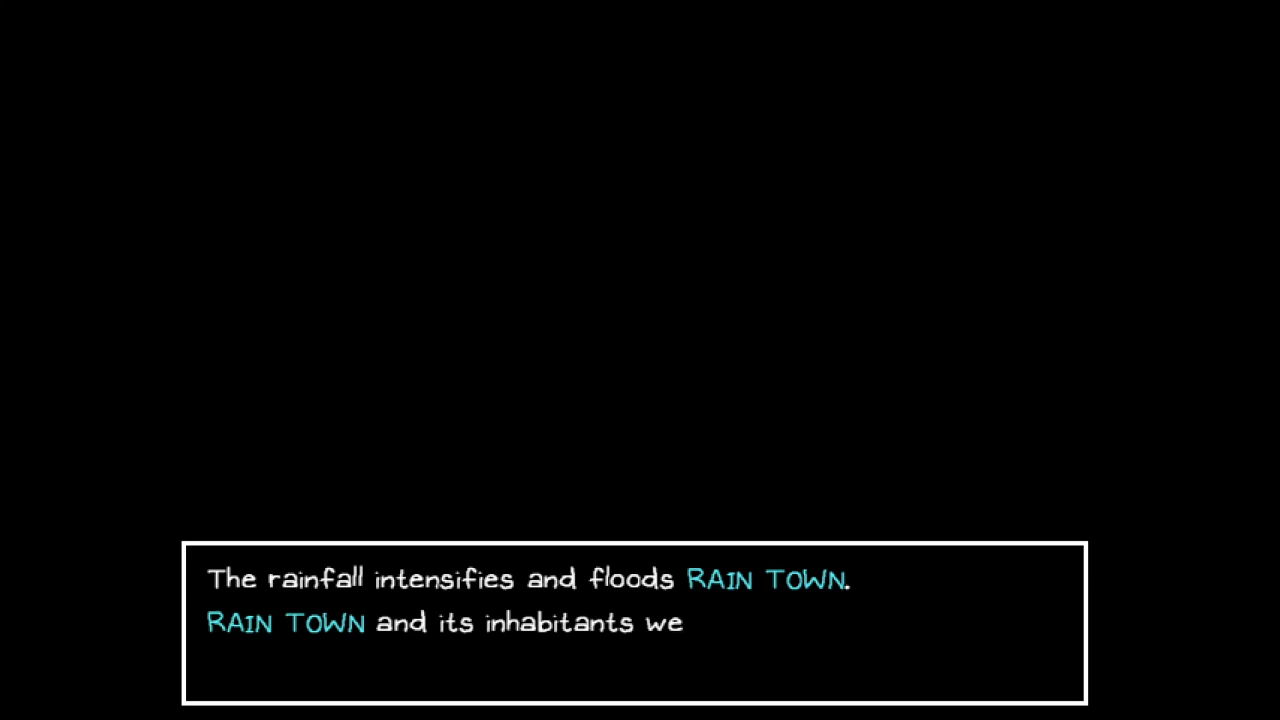 The rainfall intensifies and floods RAIN TOWN.
RAIN TOWN and its inhabitants we